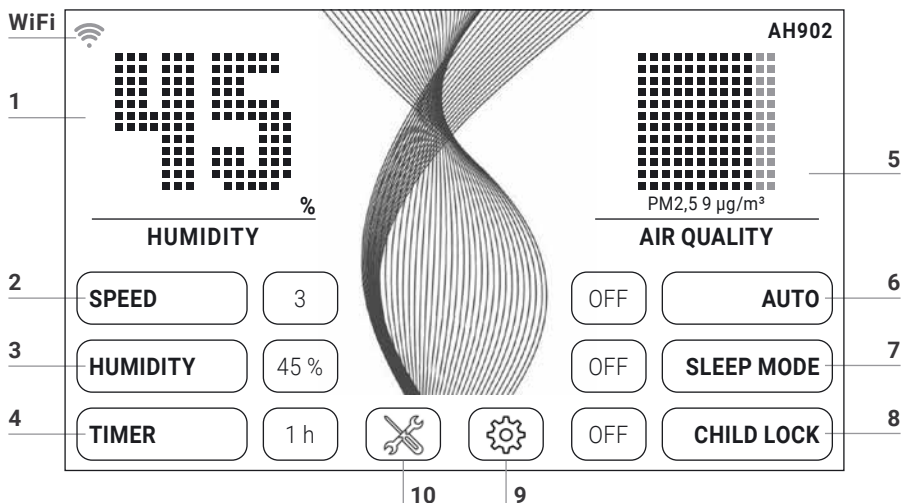 WiFi
AH902
1
45
5
%
PM2,5 9 µg/m³
HUMIDITY
AIR QUALITY
2
SPEED
3
OFF
AUTO
6
3
HUMIDITY
45 %
OFF
SLEEP MODE
7
4
TIMER
1 h
OFF
CHILD LOCK
8
10
9